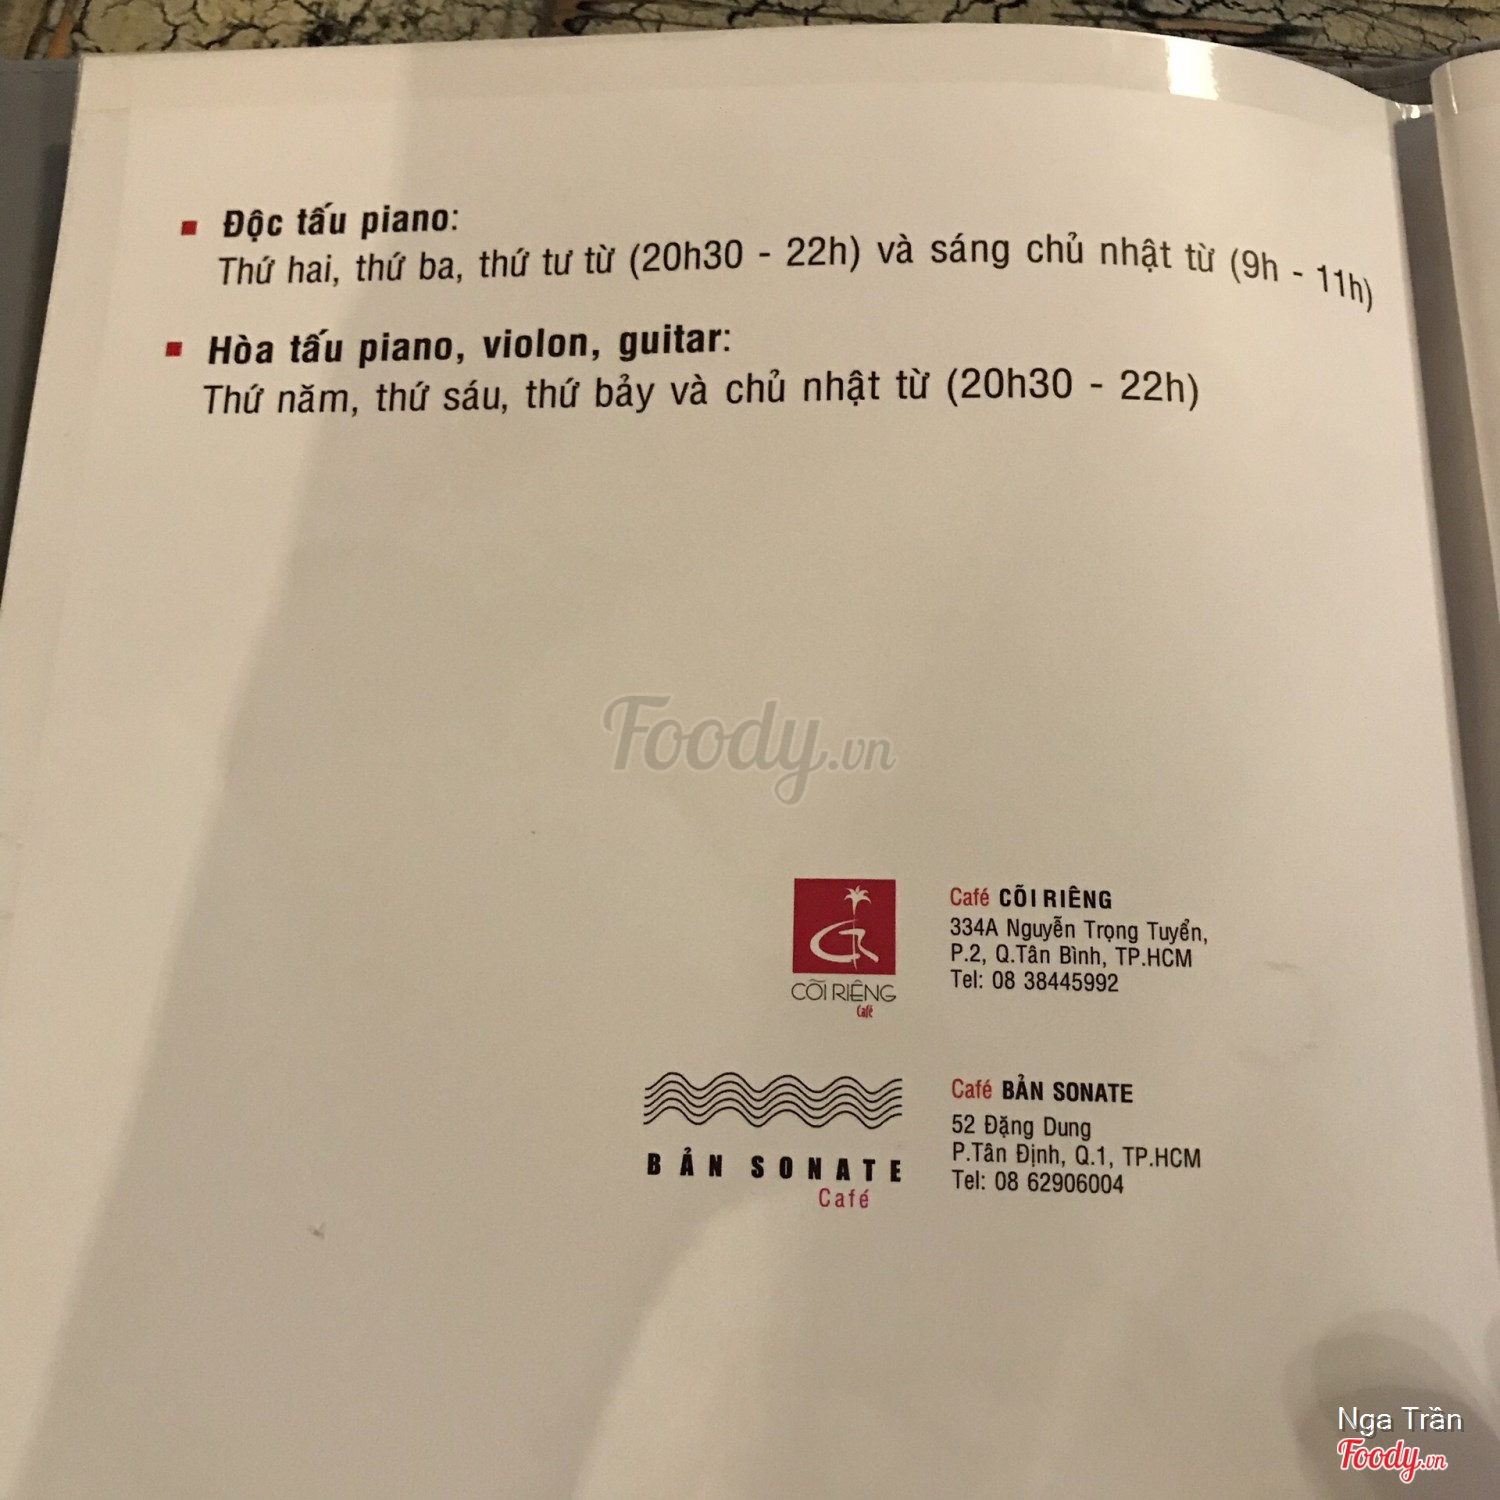 Độc tấu piano:
Thứ hai, thứ ba, thứ tư từ (20h30 - 22h) và sáng chủ nhật từ (9h - 11h)
Hòa tấu piano, violon, guitar:
Thứ năm, thứ sáu, thứ bảy và chủ nhật từ (20h30 - 22h)
Foody.vn
CÕI RIÊNG
Café
Café CÕI RIÊNG
334A Nguyễn Trọng Tuyển,
P.2, Q.Tân Bình, TP.HCM
Tel: 08 38445992
BẢN SONATE
Café
Café BẢN SONATE
52 Đặng Dung
P.Tân Định, Q.1, TP.HCM
Tel: 08 62906004
Nga Trần
Foody.vn